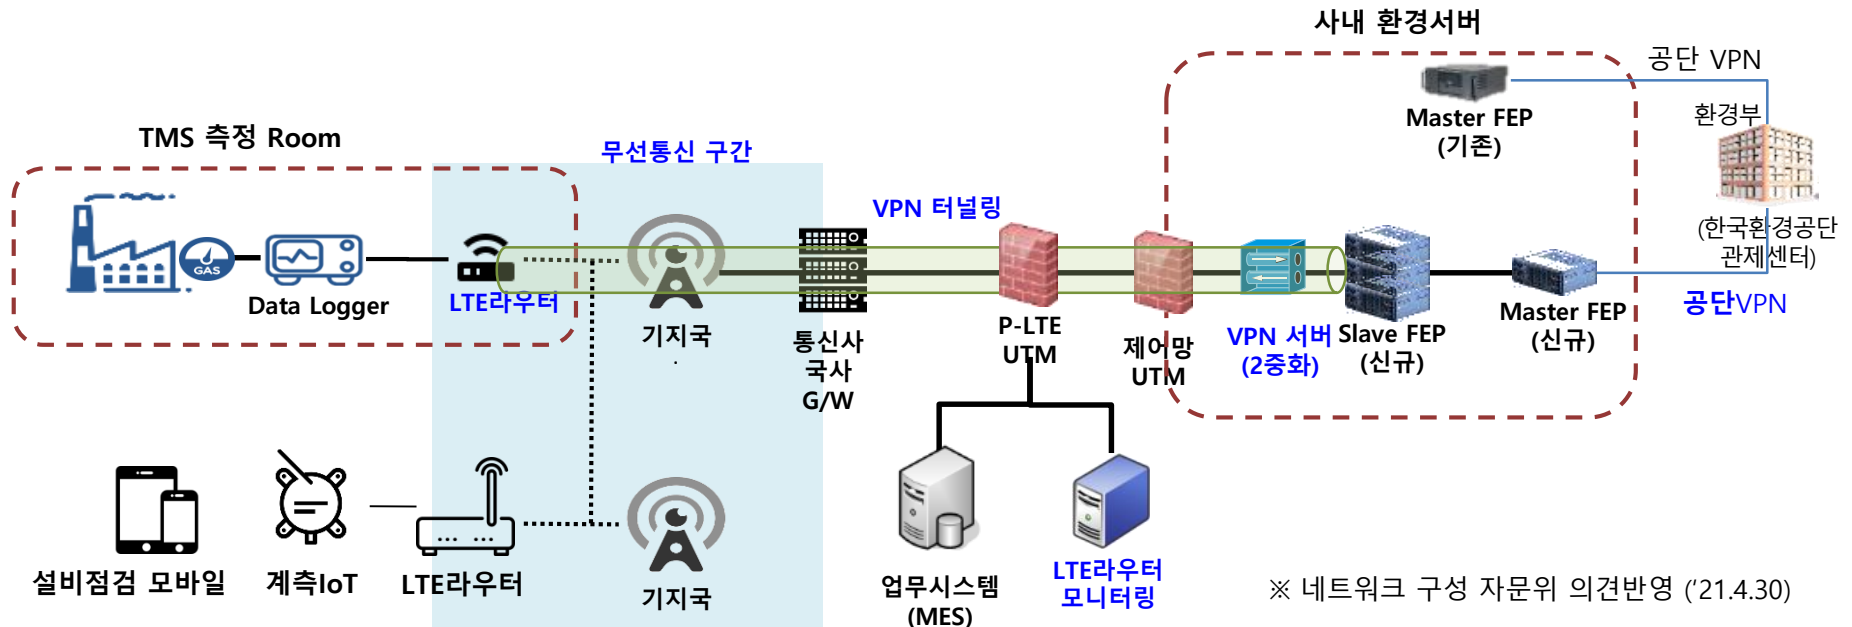 사내 환경서버
공단 VPN
Master FEP
(기존)
환경부
TMS 측정 Room
무선통신 구간
VPN 터널링
(한국환경공단
관제센터)
GAS
Data Logger
LTE라우터
기지국
통신사
국사
G/W
P-LTE
UTM
제어망
UTM
VPN 서버
(2중화)
Slave FEP
(신규)
Master FEP
(신규)
공단VPN
설비점검 모바일
계측IoT
LTE라우터
기지국
업무시스템
(MES)
LTE라우터
모니터링
※ 네트워크 구성 자문위 의견반영 (‘21.4.30)